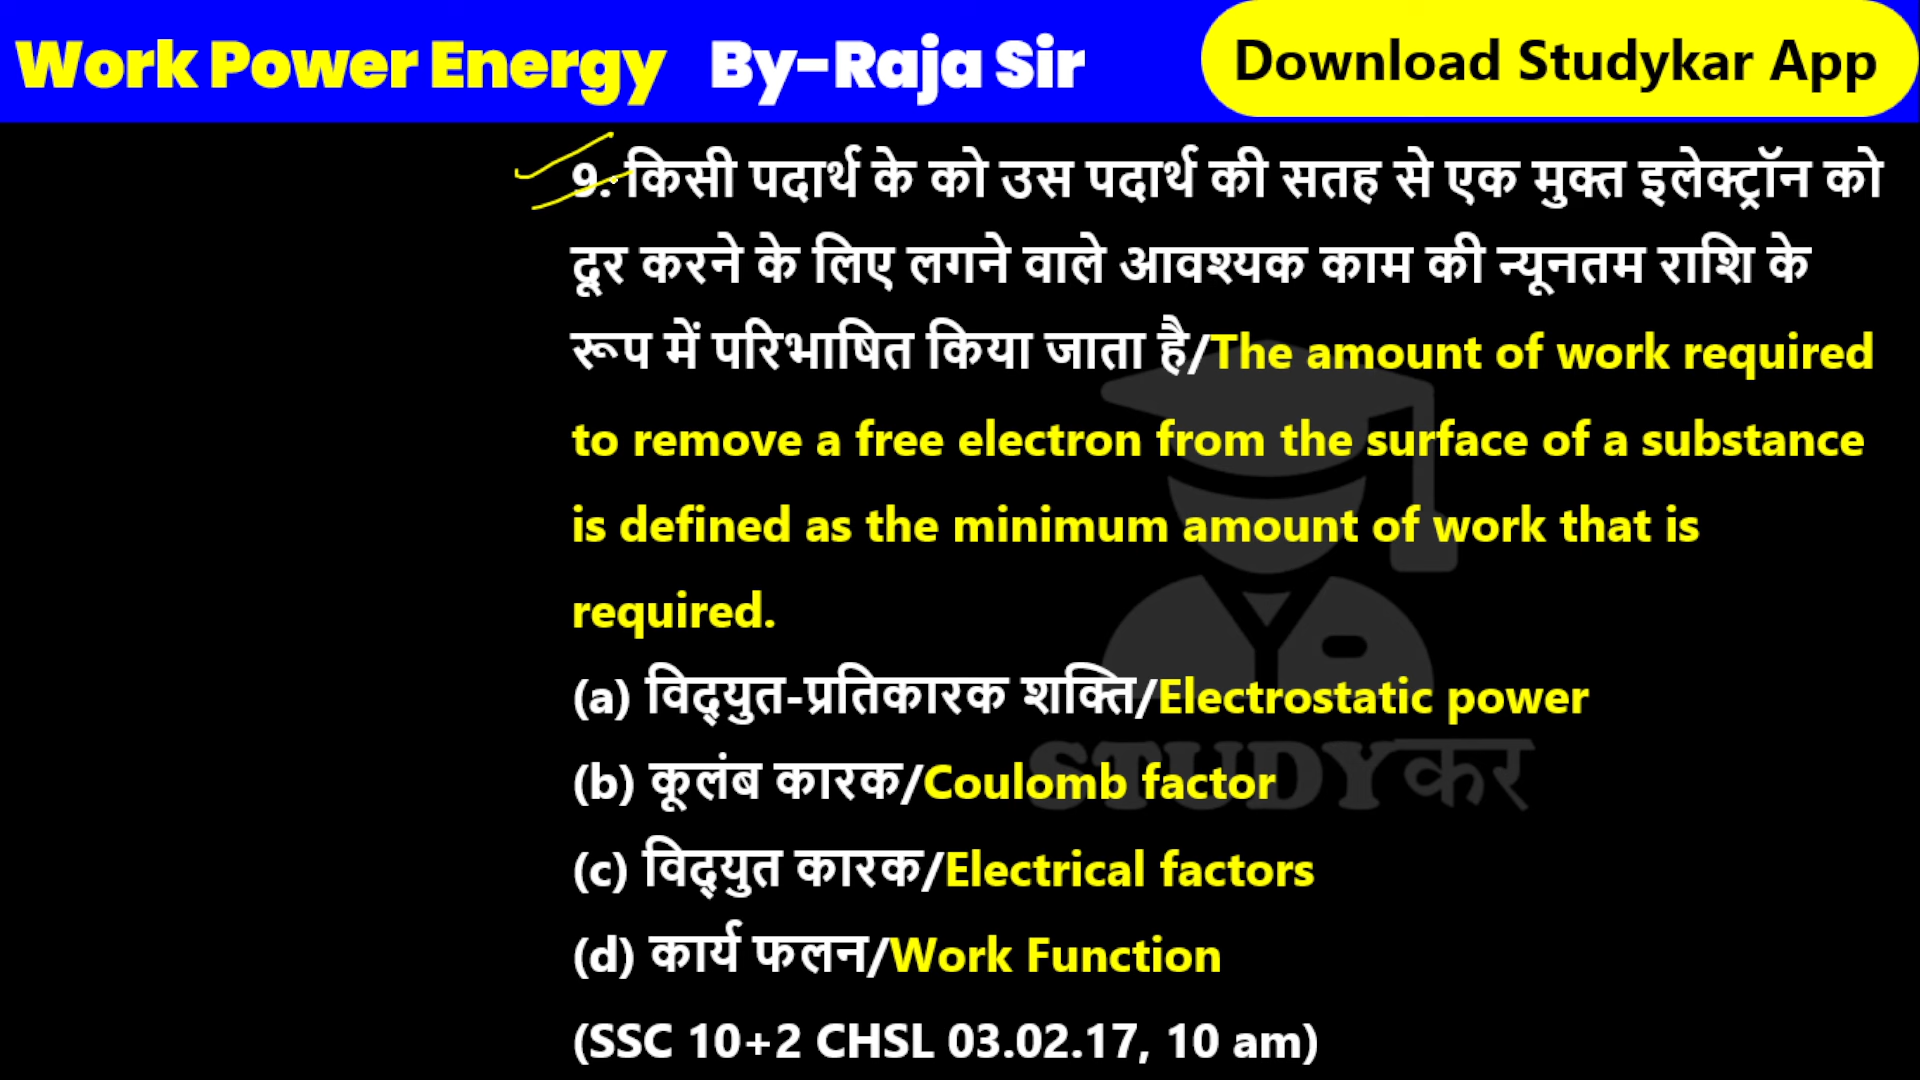 Work Power Energy By-Raja Sir
Download Studykar App
9. किसी पदार्थ के को उस पदार्थ की सतह से एक मुक्त इलेक्ट्रॉन को
दूर करने के लिए लगने वाले आवश्यक काम की न्यूनतम राशि के
रूप में परिभाषित किया जाता है/The amount of work required
to remove a free electron from the surface of a substance
is defined as the minimum amount of work that is
required.
(a) विद्युत-प्रतिकारक शक्ति/Electrostatic power
(b) कूलंब कारक/Coulomb factor
(c) विद्युत कारक/Electrical factors
(d) कार्य फलन/Work Function
(SSC 10+2 CHSL 03.02.17, 10 am)
STUDYकर